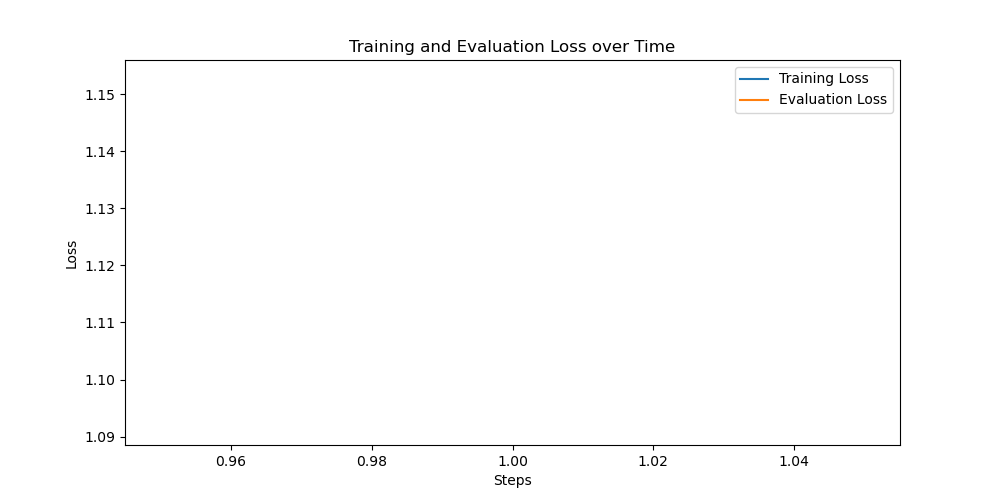 Training and Evaluation Loss over Time
Training Loss
Evaluation Loss
1.15
1.14
1.13
1.12
1.11
1.10
1.09
Loss
0.96 0.98 1.00 1.02 1.04
Steps